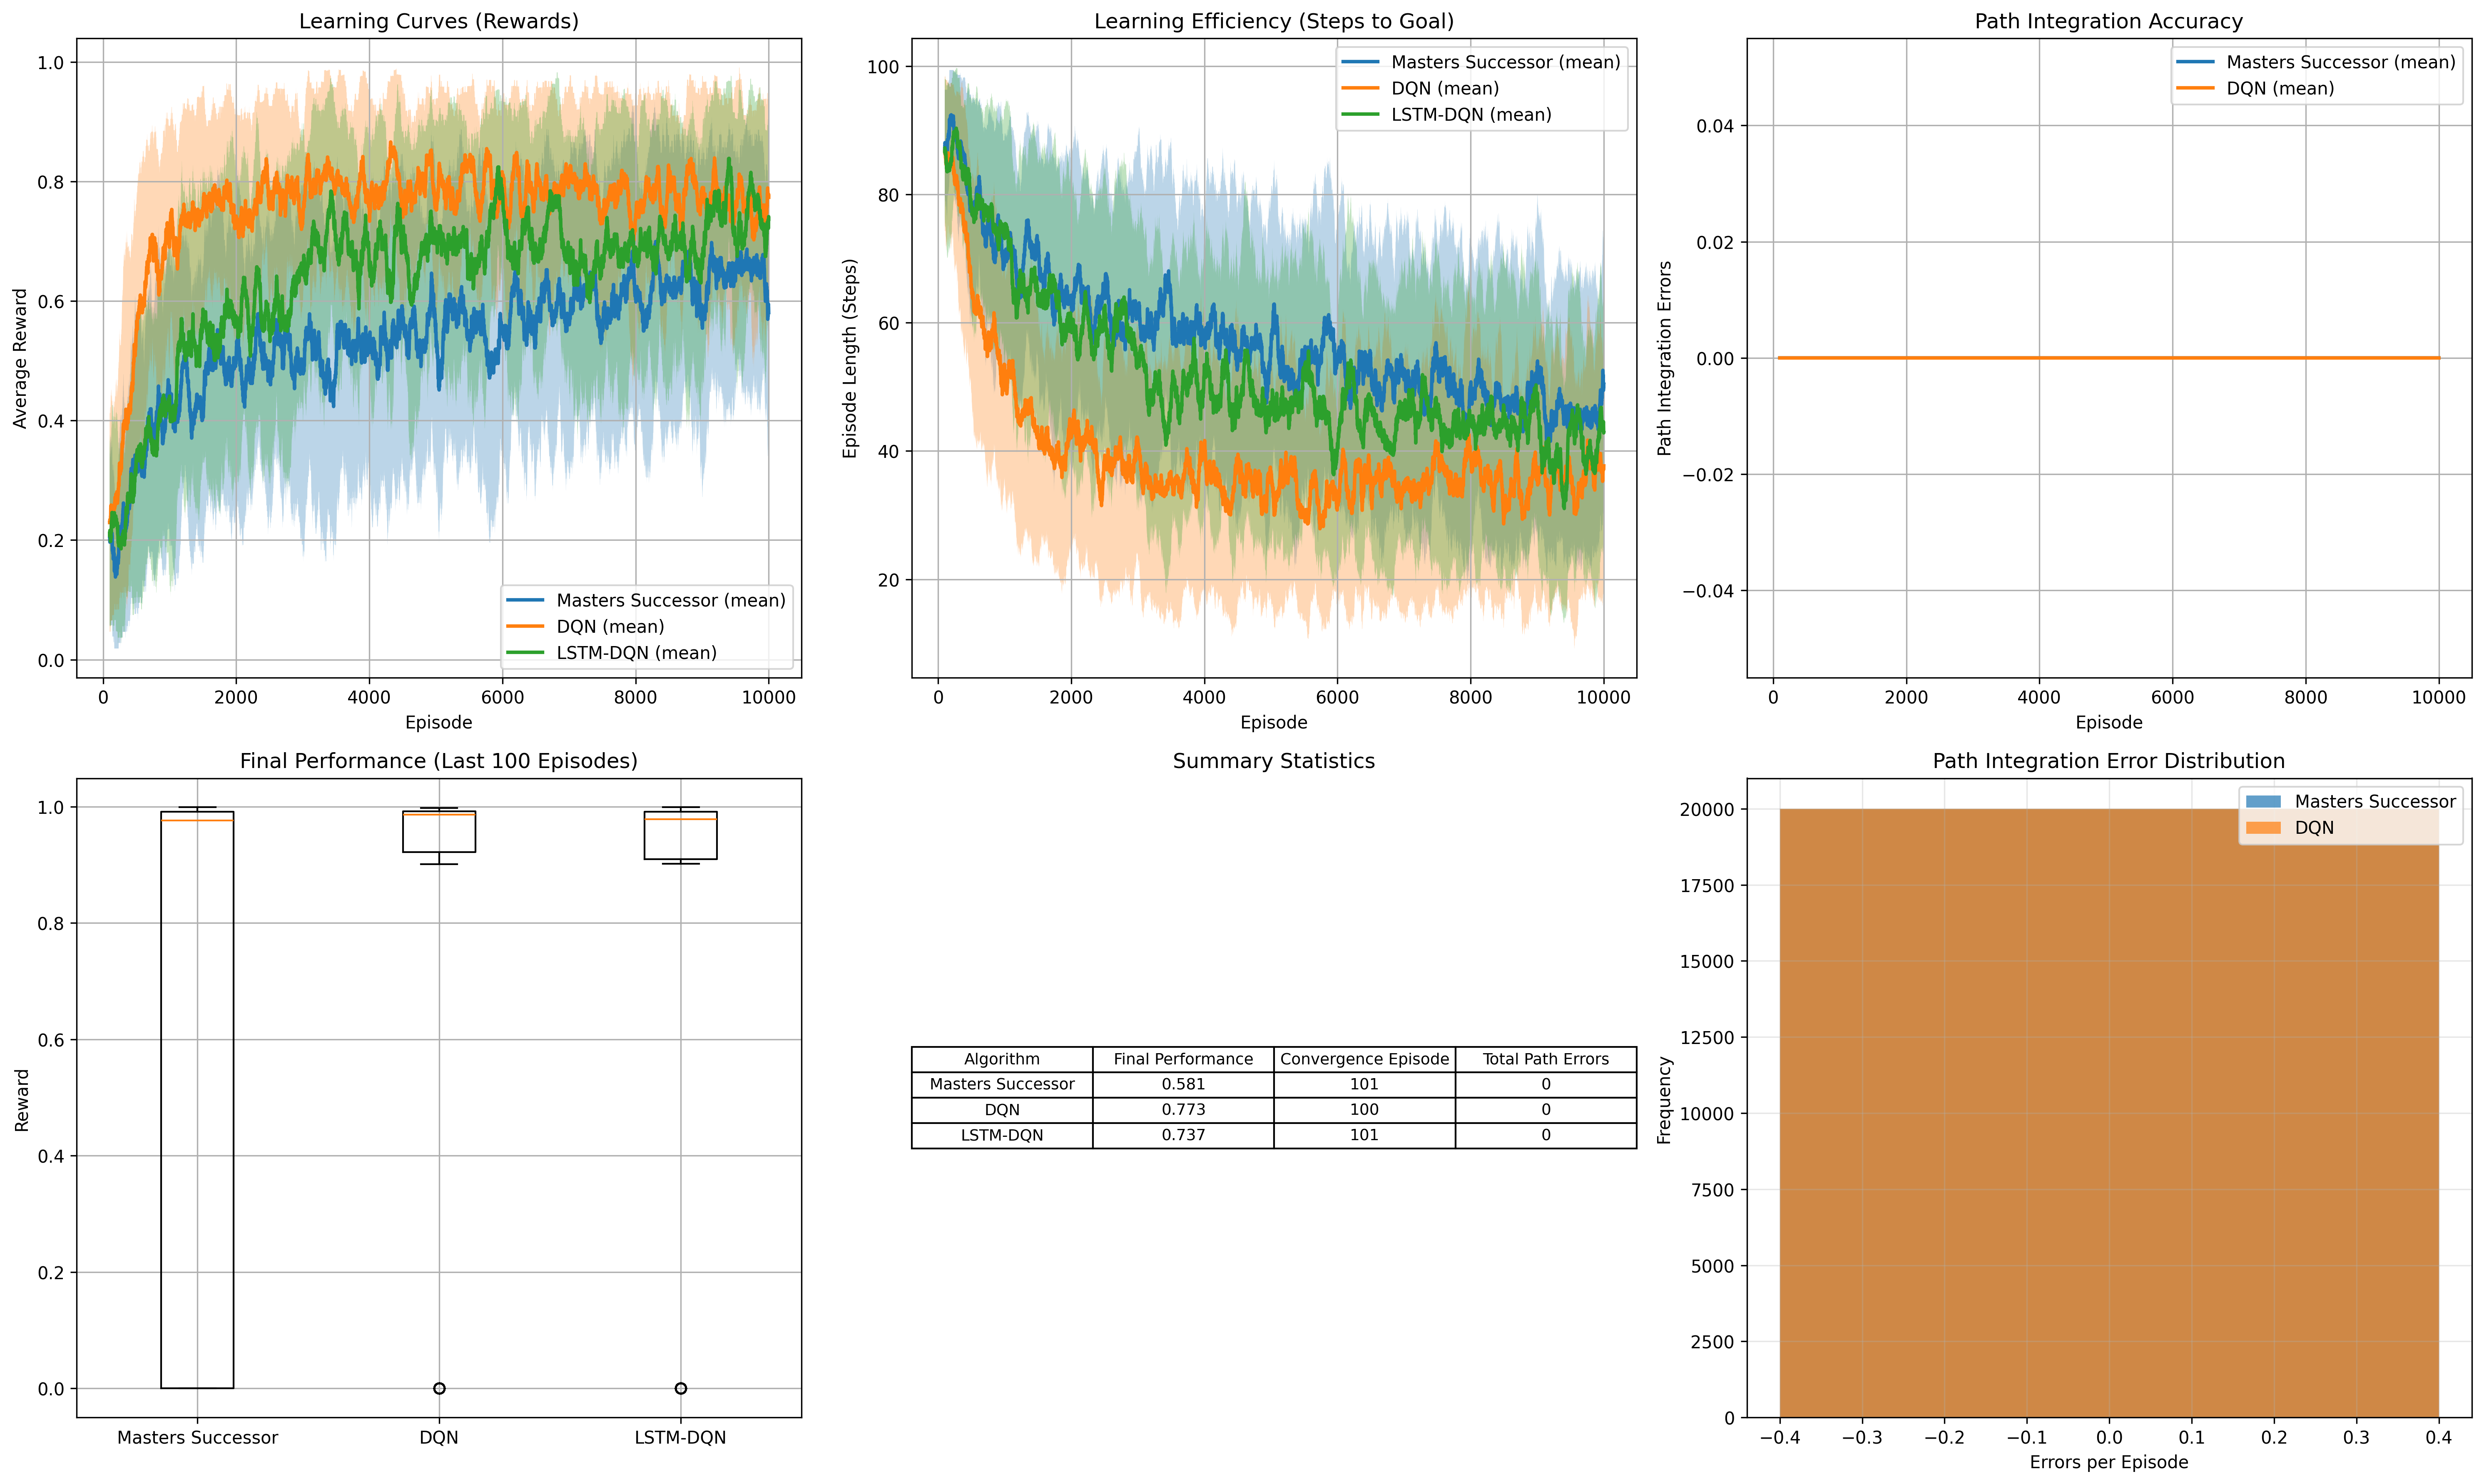 Learning Curves (Rewards)
Average Reward
1.0
0.8
0.6
0.4
0.2
0.0
Masters Successor (mean)
DQN (mean)
LSTM-DQN (mean)
0 2000 4000 6000 8000 10000
Episode
Learning Efficiency (Steps to Goal)
Episode Length (Steps)
100
80
60
40
20
Masters Successor (mean)
DQN (mean)
LSTM-DQN (mean)
0 2000 4000 6000 8000 10000
Episode
Path Integration Accuracy
Path Integration Errors
0.04
0.02
0.00
−0.02
−0.04
Masters Successor (mean)
DQN (mean)
0 2000 4000 6000 8000 10000
Episode
Final Performance (Last 100 Episodes)
Reward
1.0
0.8
0.6
0.4
0.2
0.0
Masters Successor DQN LSTM-DQN
Summary Statistics
Algorithm Final Performance Convergence Episode Total Path Errors
Masters Successor 0.581 101 0
DQN 0.773 100 0
LSTM-DQN 0.737 101 0
Path Integration Error Distribution
Frequency
20000
17500
15000
12500
10000
7500
5000
2500
0
Masters Successor
DQN
−0.4 −0.3 −0.2 −0.1 0.0 0.1 0.2 0.3 0.4
Errors per Episode